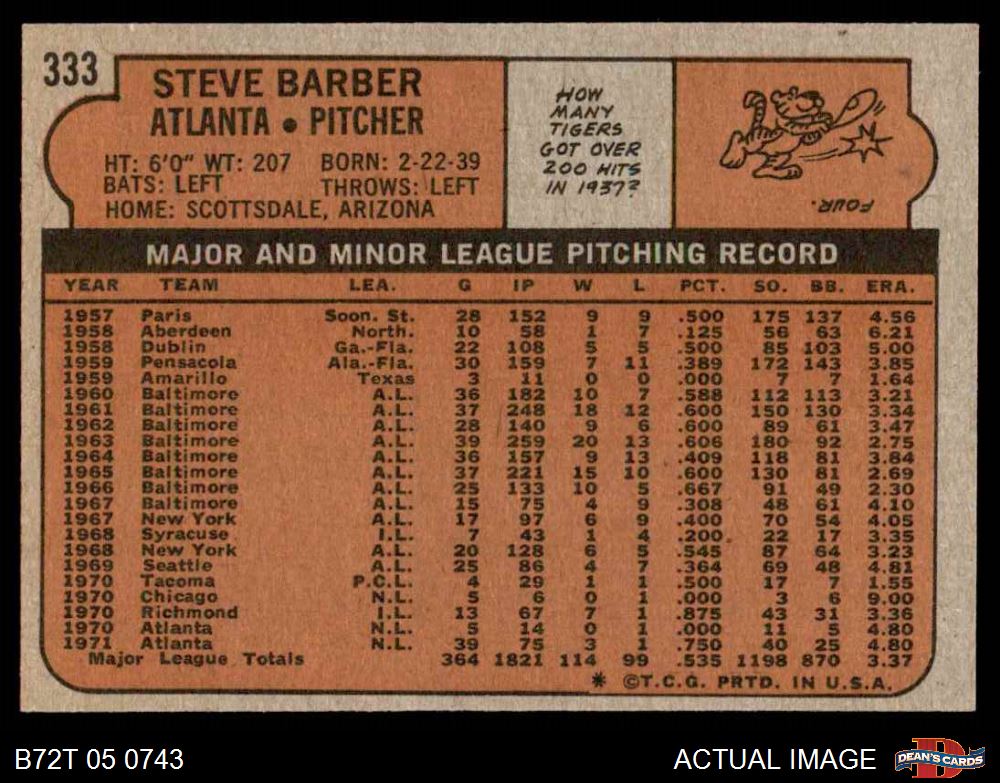 333
STEVE BARBER
ATLANTA • PITCHER
HT: 6'0" WT: 207 BORN: 2-22-39
BATS: LEFT THROWS: LEFT
HOME: SCOTTSDALE, ARIZONA
HOW
MANY
TIGERS
GOT OVER
200 HITS
IN 1937?
FOUR.
MAJOR AND MINOR LEAGUE PITCHING RECORD
YEAR TEAM LEA. G IP W L PCT. SO. BB. ERA.
1957 Paris Soon. St. 28 152 9 9 .500 175 137 4.56
1958 Aberdeen North. 10 58 1 7 .125 56 63 6.21
1958 Dublin Ga.-Fla. 22 108 5 5 .500 85 103 5.00
1959 Pensacola Ala.-Fla. 30 159 7 11 .389 172 143 3.85
1959 Amarillo Texas 3 11 0 0 .000 7 7 1.64
1960 Baltimore A.L. 36 182 10 7 .588 112 113 3.21
1961 Baltimore A.L. 37 248 18 12 .600 150 130 3.34
1962 Baltimore A.L. 28 140 9 6 .600 89 61 3.47
1963 Baltimore A.L. 39 259 20 13 .606 180 92 2.75
1964 Baltimore A.L. 36 157 9 13 .409 118 81 3.84
1965 Baltimore A.L. 37 221 15 10 .600 130 81 2.69
1966 Baltimore A.L. 25 133 10 5 .667 91 49 2.30
1967 Baltimore A.L. 15 75 4 9 .308 48 61 4.10
1967 New York A.L. 17 97 6 9 .400 70 54 4.05
1968 Syracuse I.L. 7 43 1 4 .200 22 17 3.35
1968 New York A.L. 20 128 6 5 .545 87 64 3.23
1969 Seattle A.L. 25 86 4 7 .364 69 48 4.81
1970 Tacoma P.C.L. 4 29 1 1 .500 17 7 1.55
1970 Chicago N.L. 5 6 0 1 .000 3 6 9.00
1970 Richmond I.L. 13 67 7 1 .875 43 31 3.36
1970 Atlanta N.L. 5 14 0 1 .000 11 5 4.80
1971 Atlanta N.L. 39 75 3 1 .750 40 25 4.80
Major League Totals 364 1821 114 99 .535 1198 870 3.37
* ©T.C.G. PRTD. IN U.S.A.
B72T 05 0743
ACTUAL IMAGE
DEAN'S CARDS